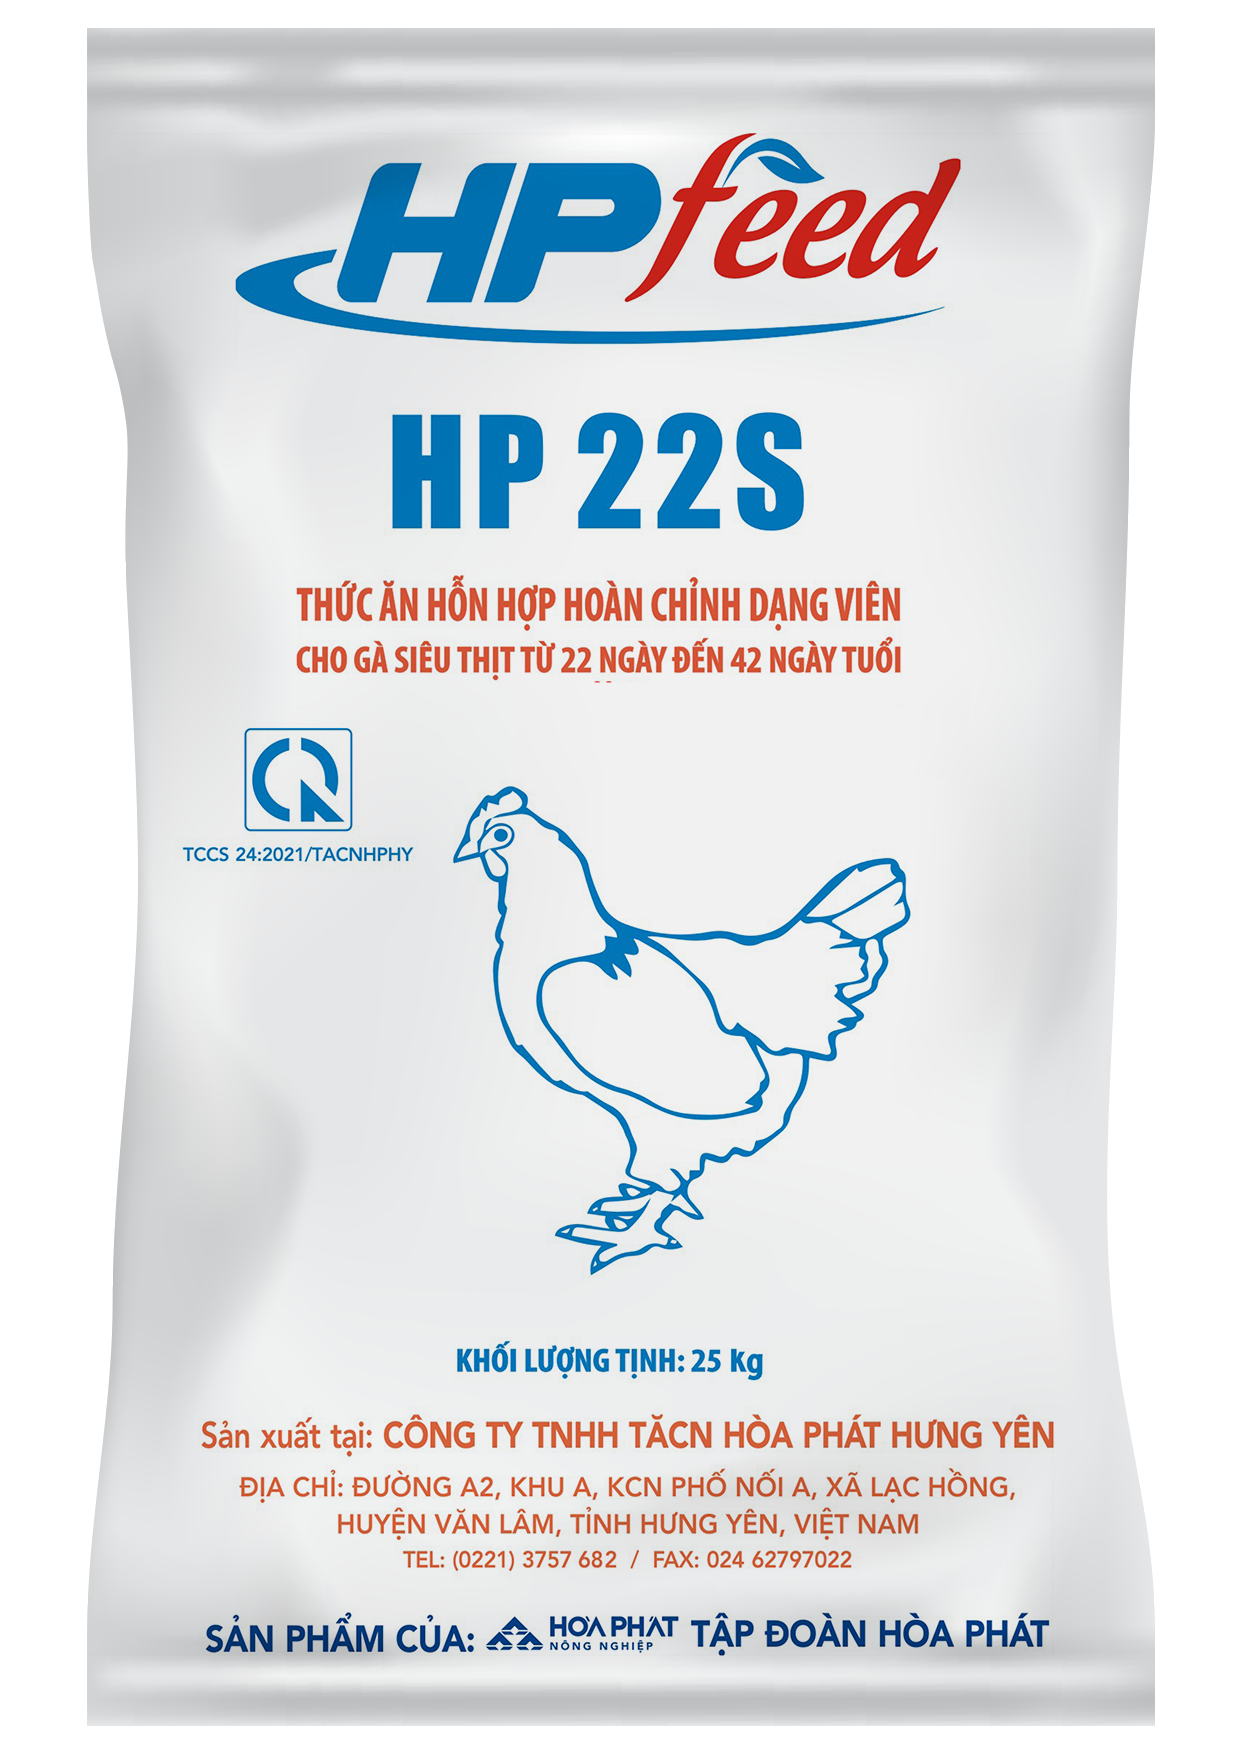 HPfeed
HP 22S
THỨC ĂN HỖN HỢP HOÀN CHỈNH DẠNG VIÊN
CHO GÀ SIÊU THỊT TỪ 22 NGÀY ĐẾN 42 NGÀY TUỔI
TCCS 24:2021/TACNHPHY
KHỐI LƯỢNG TỊNH: 25 kg
Sản xuất tại: CÔNG TY TNHH TĂCN HÒA PHÁT HƯNG YÊN
ĐỊA CHỈ: ĐƯỜNG A2, KHU A, KCN PHỐ NỐI A, XÃ LẠC HỒNG,
HUYỆN VĂN LÂM, TỈNH HƯNG YÊN, VIỆT NAM
TEL: (0221) 3757 682 / FAX: 024 62797022
SẢN PHẨM CỦA: HÒA PHÁT NÔNG NGHIỆP TẬP ĐOÀN HÒA PHÁT